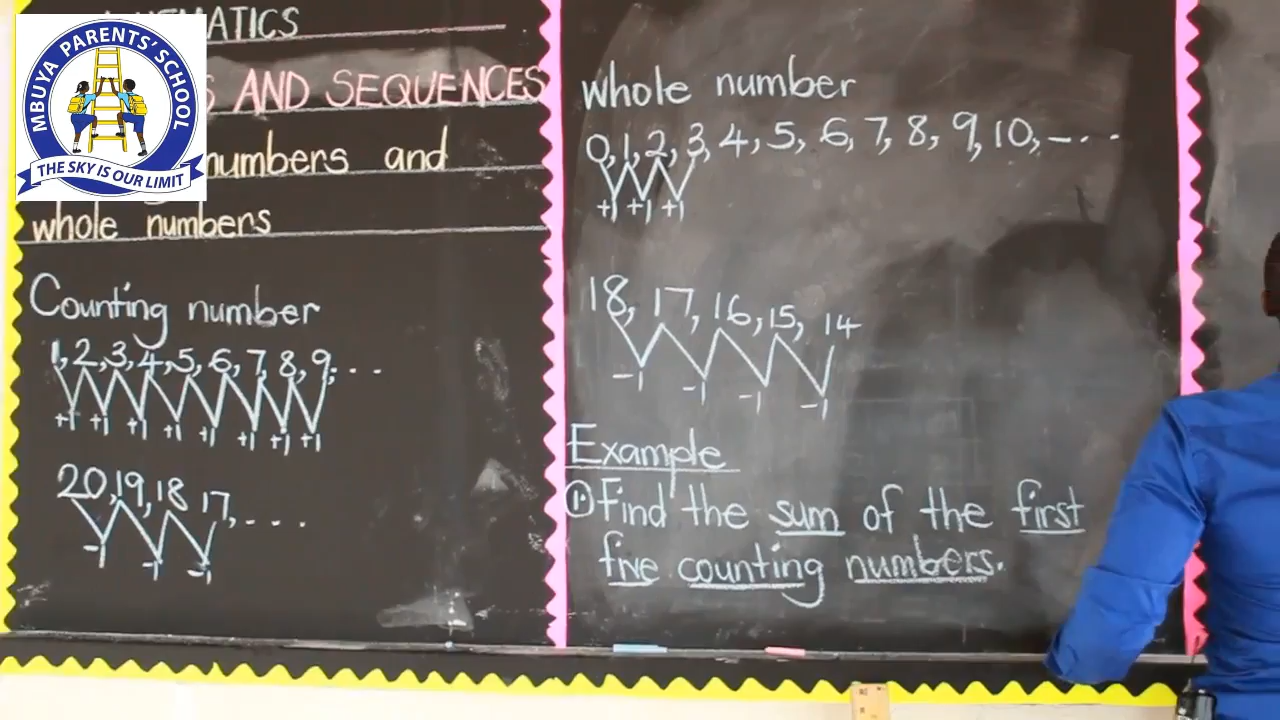 MBUYA PARENTS' SCHOOL
THE SKY IS OUR LIMIT
AND SEQUENCES
numbers and
whole numbers
Counting number
1, 2, 3, 4, 5, 6, 7, 8, 9, ...
+1 +1 +1 +1 +1 +1 +1 +1
20, 19, 18, 17, ....
-1 -1 -1
whole number
0, 1, 2, 3, 4, 5, 6, 7, 8, 9, 10, ----
+1 +1 +1
18, 17, 16, 15, 14
-1 -1 -1 -1
Example
1. Find the sum of the first
five counting numbers.